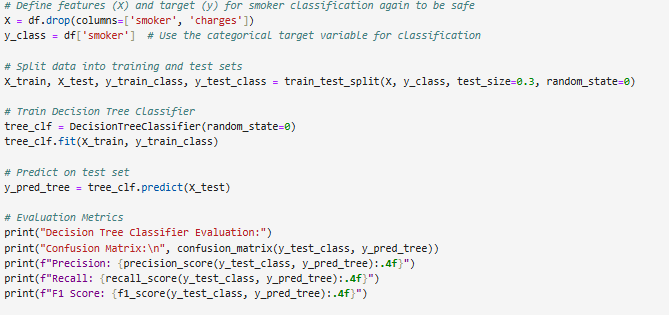 # Define features (X) and target (y) for smoker classification again to be safe
X = df.drop(columns=['smoker', 'charges'])
y_class = df['smoker']  # Use the categorical target variable for classification
# Split data into training and test sets
X_train, X_test, y_train_class, y_test_class = train_test_split(X, y_class, test_size=0.3, random_state=0)
# Train Decision Tree Classifier
tree_clf = DecisionTreeClassifier(random_state=0)
tree_clf.fit(X_train, y_train_class)
# Predict on test set
y_pred_tree = tree_clf.predict(X_test)
# Evaluation Metrics
print("Decision Tree Classifier Evaluation:")
print("Confusion Matrix:\n", confusion_matrix(y_test_class, y_pred_tree))
print(f"Precision: {precision_score(y_test_class, y_pred_tree):.4f}")
print(f"Recall: {recall_score(y_test_class, y_pred_tree):.4f}")
print(f"F1 Score: {f1_score(y_test_class, y_pred_tree):.4f}")